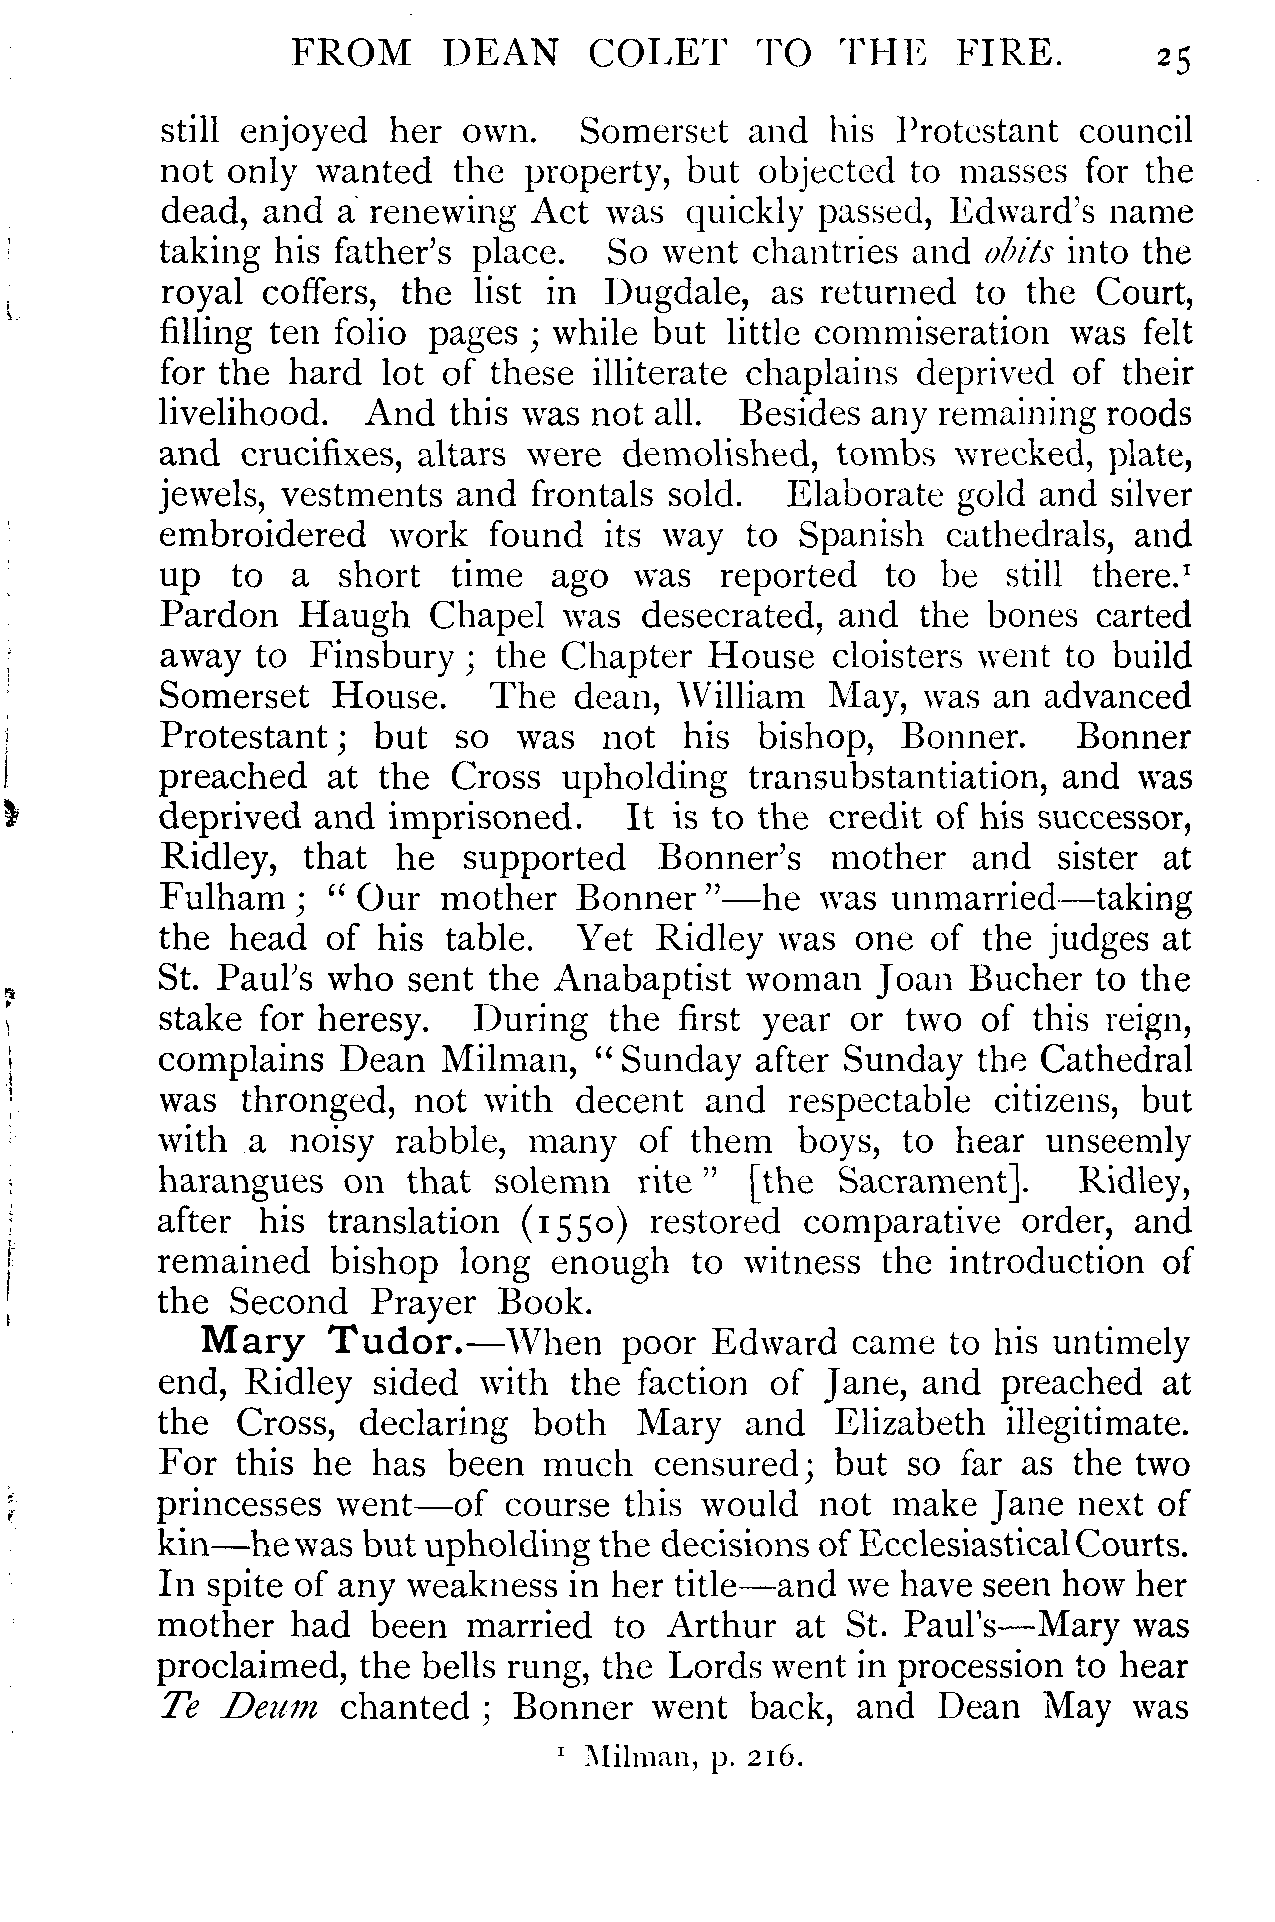 FROM DEAN COLET TO THE FIRE. 25
still enjoyed her own. Somerset and his Protestant council
not only wanted the property, but objected to masses for the
dead, and a renewing Act was quickly passed, Edward's name
taking his father's place. So went chantries and obits into the
royal coffers, the list in Dugdale, as returned to the Court,
filling ten folio pages ; while but little commiseration was felt
for the hard lot of these illiterate chaplains deprived of their
livelihood. And this was not all. Besides any remaining roods
and crucifixes, altars were demolished, tombs wrecked, plate,
jewels, vestments and frontals sold. Elaborate gold and silver
embroidered work found its way to Spanish cathedrals, and
up to a short time ago was reported to be still there.¹
Pardon Haugh Chapel was desecrated, and the bones carted
away to Finsbury ; the Chapter House cloisters went to build
Somerset House. The dean, William May, was an advanced
Protestant ; but so was not his bishop, Bonner. Bonner
preached at the Cross upholding transubstantiation, and was
deprived and imprisoned. It is to the credit of his successor,
Ridley, that he supported Bonner's mother and sister at
Fulham ; “ Our mother Bonner ”—he was unmarried—taking
the head of his table. Yet Ridley was one of the judges at
St. Paul's who sent the Anabaptist woman Joan Bucher to the
stake for heresy. During the first year or two of this reign,
complains Dean Milman, “ Sunday after Sunday the Cathedral
was thronged, not with decent and respectable citizens, but
with a noisy rabble, many of them boys, to hear unseemly
harangues on that solemn rite ” [the Sacrament]. Ridley,
after his translation (1550) restored comparative order, and
remained bishop long enough to witness the introduction of
the Second Prayer Book.
Mary Tudor.—When poor Edward came to his untimely
end, Ridley sided with the faction of Jane, and preached at
the Cross, declaring both Mary and Elizabeth illegitimate.
For this he has been much censured; but so far as the two
princesses went—of course this would not make Jane next of
kin—he was but upholding the decisions of Ecclesiastical Courts.
In spite of any weakness in her title—and we have seen how her
mother had been married to Arthur at St. Paul's—Mary was
proclaimed, the bells rung, the Lords went in procession to hear
Te Deum chanted ; Bonner went back, and Dean May was
¹ Milman, p. 216.